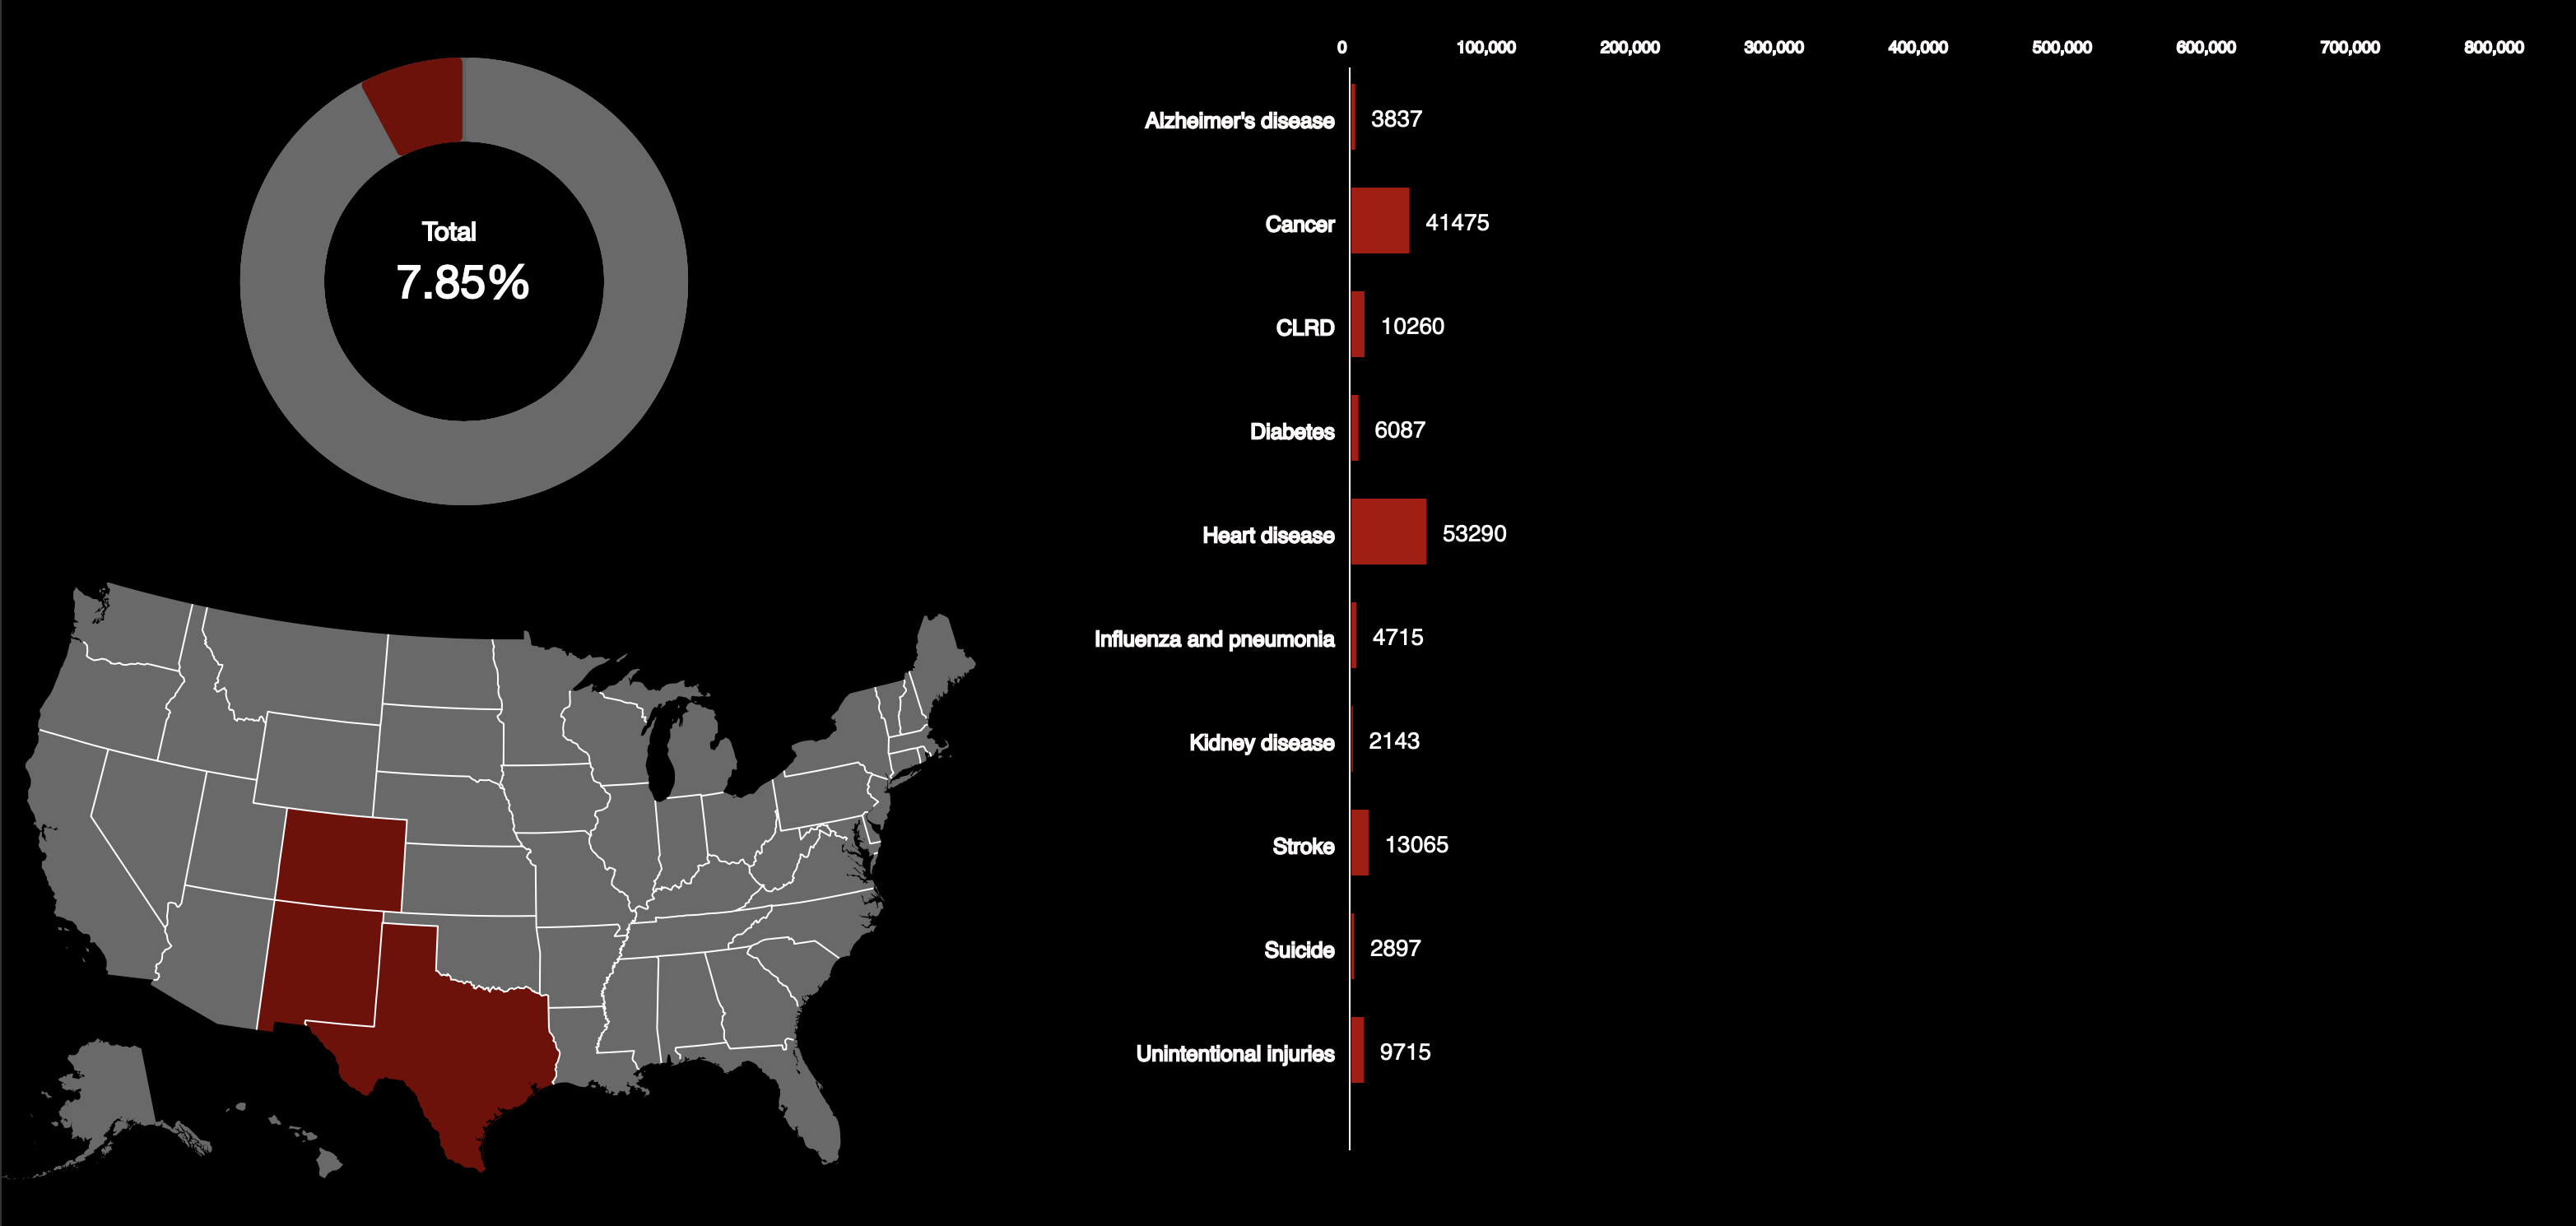 Total
7.85%
0 100,000 200,000 300,000 400,000 500,000 600,000 700,000 800,000
Alzheimer's disease 3837
Cancer 41475
CLRD 10260
Diabetes 6087
Heart disease 53290
Influenza and pneumonia 4715
Kidney disease 2143
Stroke 13065
Suicide 2897
Unintentional injuries 9715